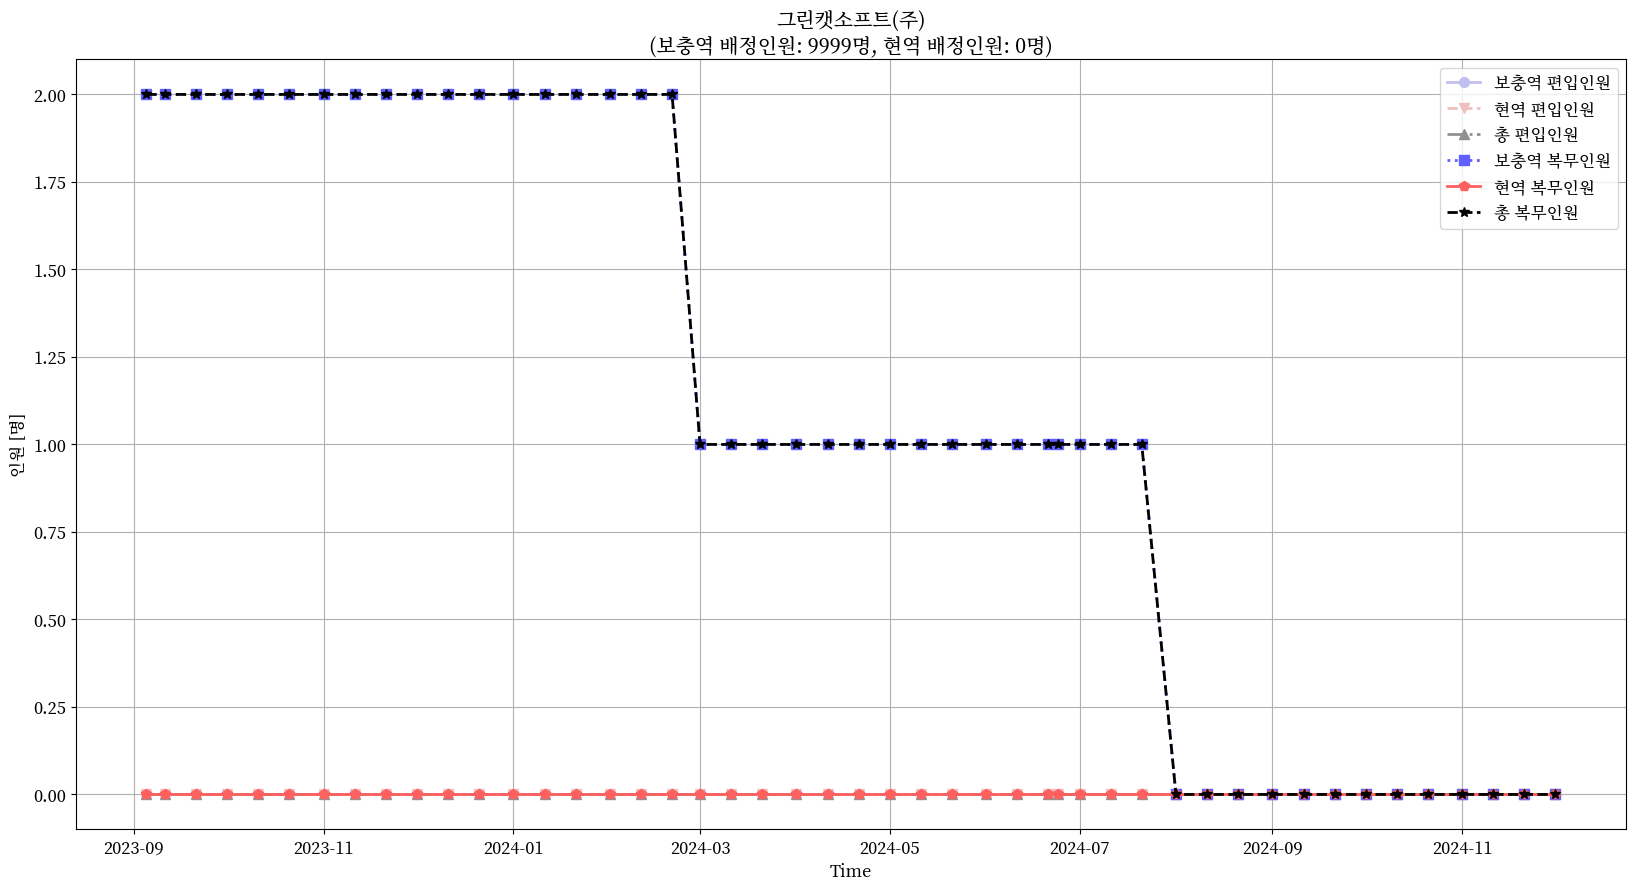 그린캣소프트(주)
(보충역 배정인원: 9999명, 현역 배정인원: 0명)
보충역 편입인원
현역 편입인원
총 편입인원
보충역 복무인원
현역 복무인원
총 복무인원
2.00
1.75
1.50
1.25
1.00
0.75
0.50
0.25
0.00
인원 [명]
2023-09
2023-11
2024-01
2024-03
2024-05
2024-07
2024-09
2024-11
Time